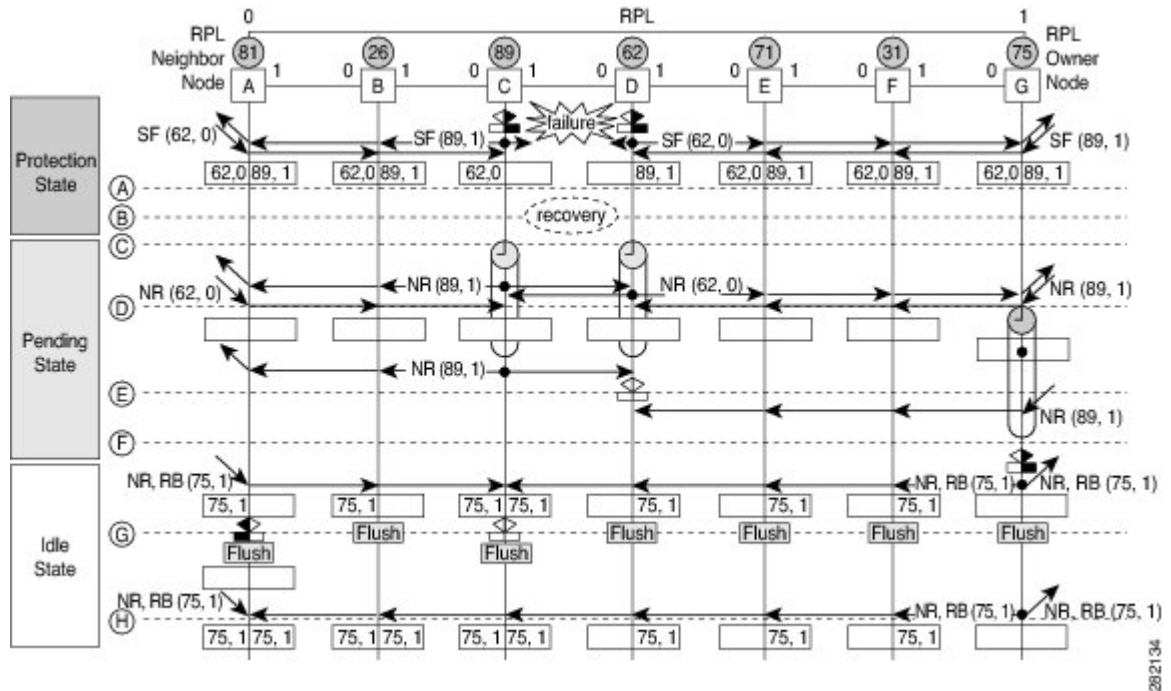 0 RPL 1
RPL Neighbor Node
81 26 89 62 71 31 75
RPL Owner Node
A 1 0 B 1 0 C 1 0 D 1 0 E 1 0 F 1 0 G
Protection State
failure
SF (62, 0) SF (89, 1) SF (62, 0) SF (89, 1)
62,0 89, 1 62,0 89, 1 62,0 89, 1 62,0 89, 1 62,0 89, 1 62,0 89, 1
A
B recovery
C
Pending State
NR (62, 0) NR (89, 1) NR (62, 0) NR (89, 1)
D
NR (89, 1)
E
NR (89, 1)
F
Idle State
NR, RB (75, 1) NR, RB (75, 1) NR, RB (75, 1)
75, 1 75, 1 75, 1 75, 1 75, 1 75, 1 75, 1
G Flush Flush Flush Flush Flush Flush Flush
NR, RB (75, 1) NR, RB (75, 1) NR, RB (75, 1)
H
75, 1 75, 1 75, 1 75, 1 75, 1 75, 1 75, 1 75, 1
282134